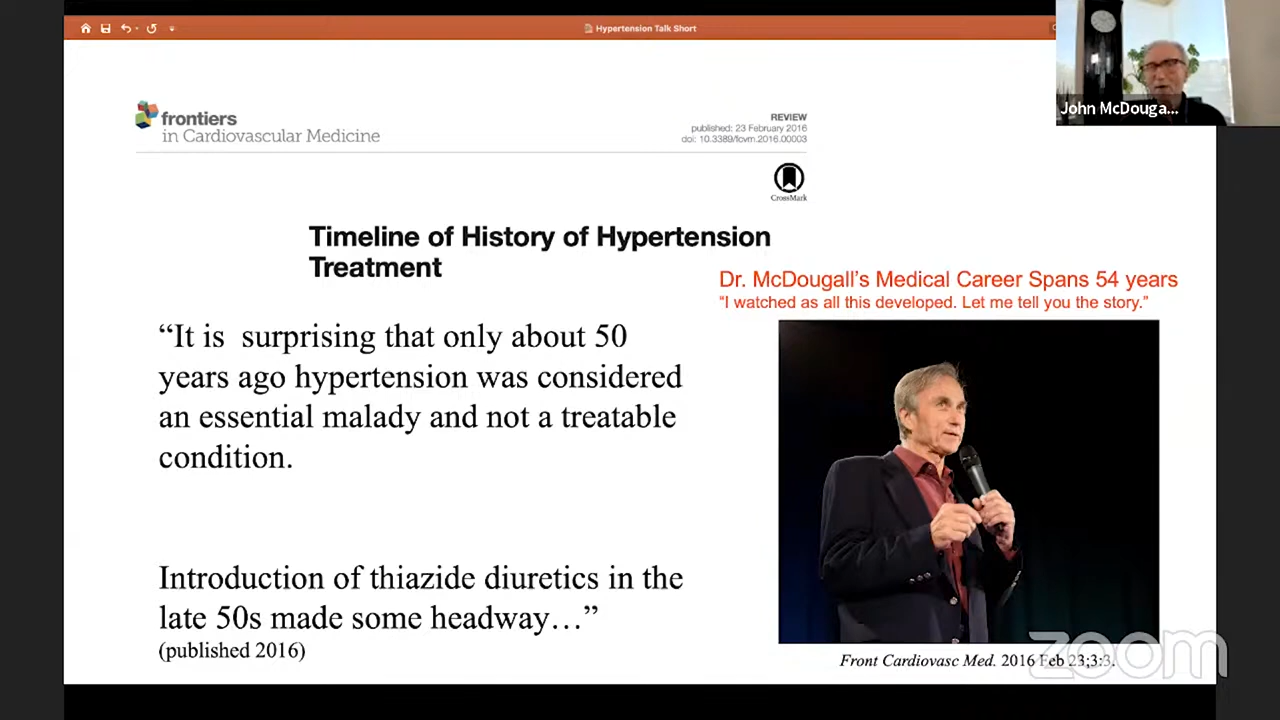 Hypertension Talk Short
John McDouga...
frontiers
in Cardiovascular Medicine
REVIEW
published: 23 February 2016
doi: 10.3389/fcvm.2016.00003
CrossMark
Timeline of History of Hypertension
Treatment
Dr. McDougall's Medical Career Spans 54 years
“I watched as all this developed. Let me tell you the story.”
“It is surprising that only about 50
years ago hypertension was considered
an essential malady and not a treatable
condition.
Introduction of thiazide diuretics in the
late 50s made some headway…”
(published 2016)
Front Cardiovasc Med. 2016 Feb 23;3:3.
zoom